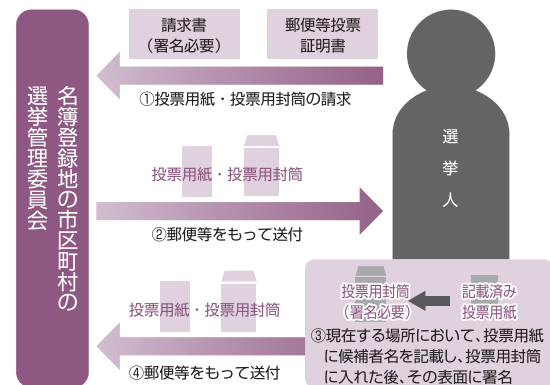 請求書
(署名必要)
郵便等投票
証明書
①投票用紙・投票用封筒の請求
名簿登録地の市区町村の
選挙管理委員会
選挙人
投票用紙・投票用封筒
②郵便等をもって送付
投票用紙・投票用封筒
④郵便等をもって送付
投票用封筒
(署名必要)
記載済み
投票用紙
③現在する場所において、投票用紙
に候補者名を記載し、投票用封筒
に入れた後、その表面に署名